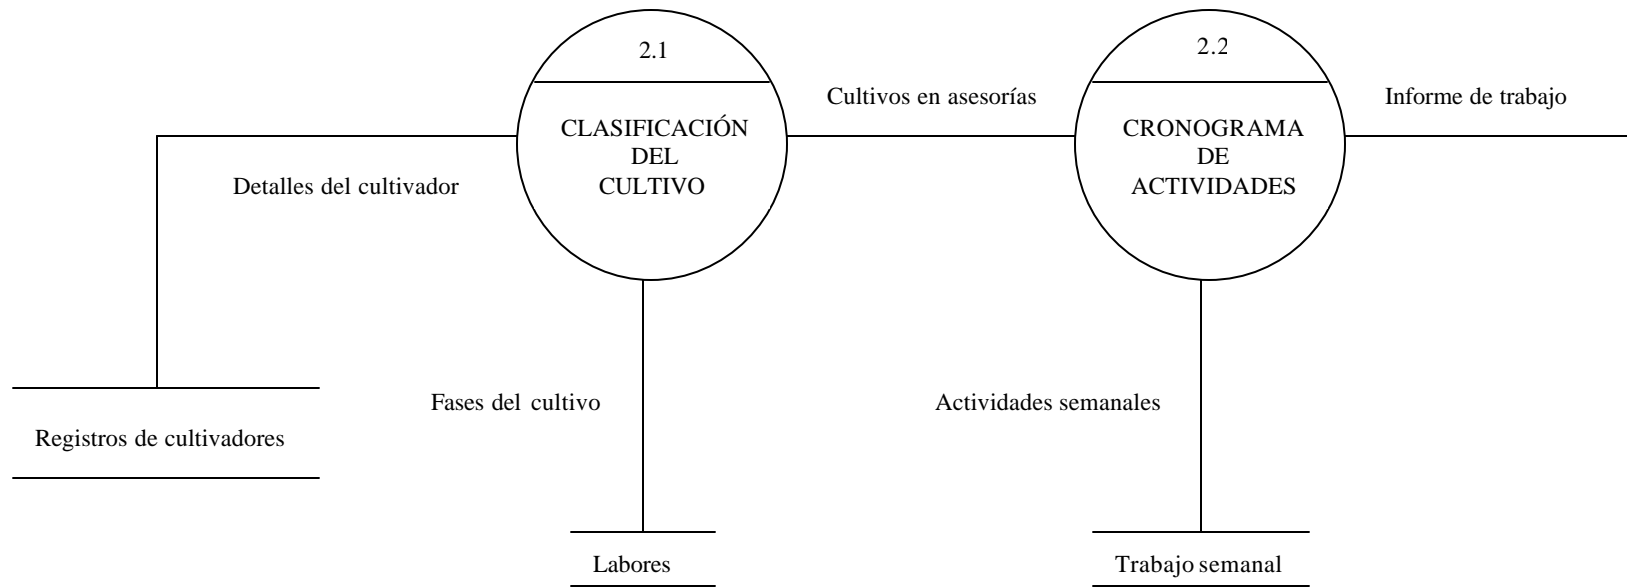 2.1
2.2
Cultivos en asesorías
Informe de trabajo
CLASIFICACIÓN
DEL
CULTIVO
CRONOGRAMA
DE
ACTIVIDADES
Detalles del cultivador
Fases del cultivo
Actividades semanales
Registros de cultivadores
Labores
Trabajo semanal